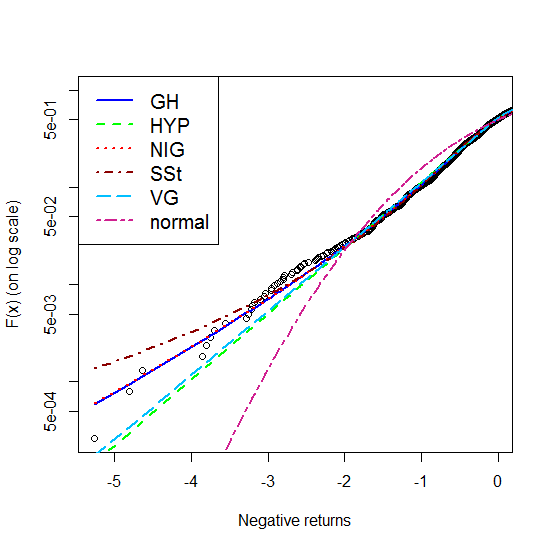 GH
HYP
NIG
SSt
VG
normal
5e-01
5e-02
5e-03
5e-04
F(x) (on log scale)
-5 -4 -3 -2 -1 0
Negative returns